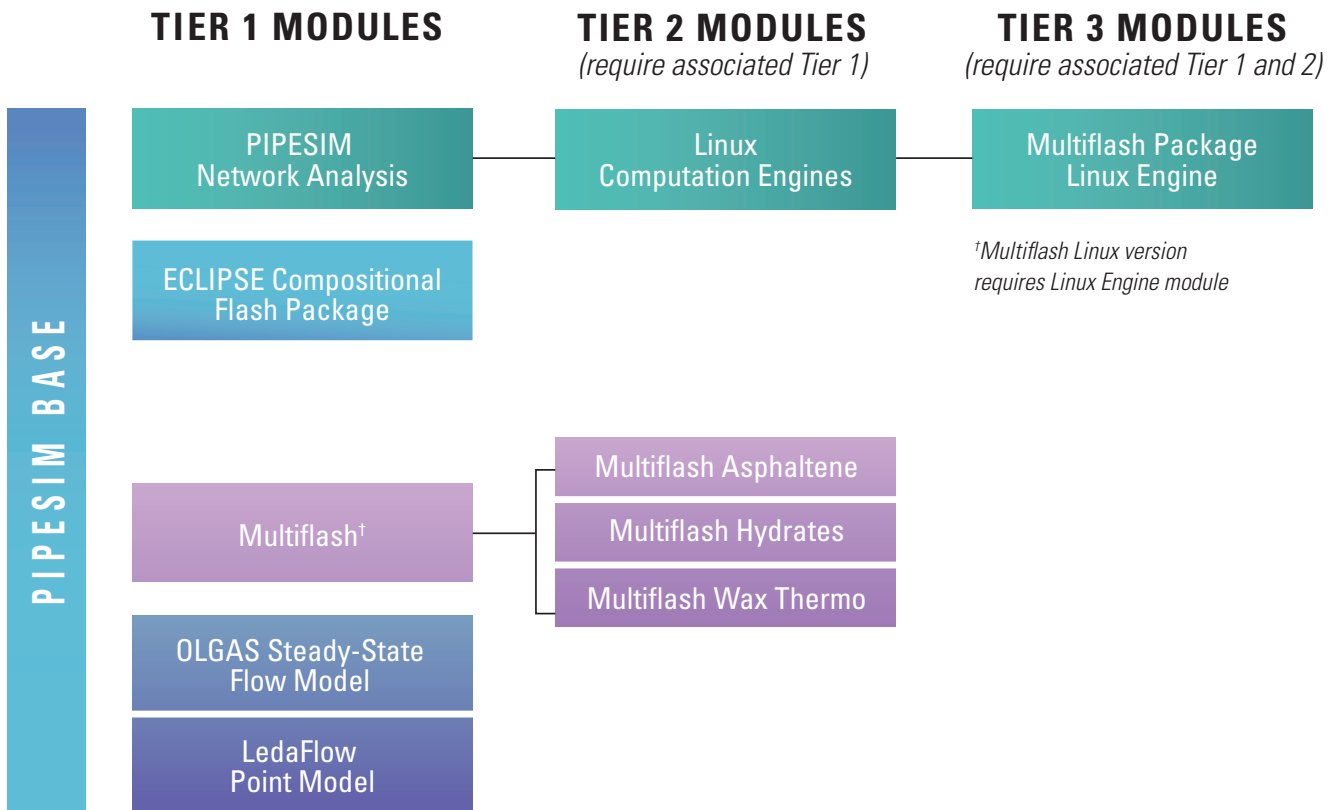 TIER 1 MODULES
TIER 2 MODULES
(require associated Tier 1)
TIER 3 MODULES
(require associated Tier 1 and 2)
PIPESIM BASE
PIPESIM
Network Analysis
Linux
Computation Engines
Multiflash Package
Linux Engine
†Multiflash Linux version
requires Linux Engine module
ECLIPSE Compositional
Flash Package
Multiflash†
Multiflash Asphaltene
Multiflash Hydrates
Multiflash Wax Thermo
OLGAS Steady-State
Flow Model
LedaFlow
Point Model